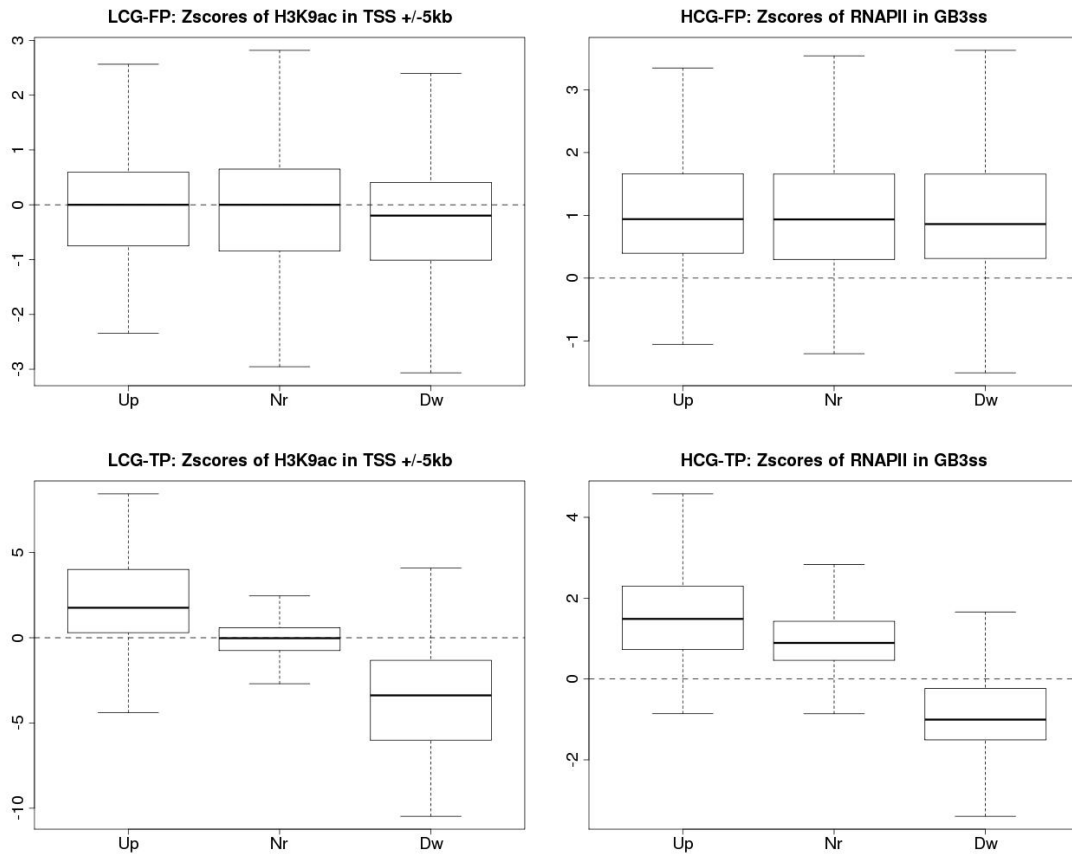 LCG-FP: Zscores of H3K9ac in TSS +/-5kb
3
2
1
0
-1
-2
-3
Up Nr Dw
HCG-FP: Zscores of RNAPII in GB3ss
3
2
1
0
-1
Up Nr Dw
LCG-TP: Zscores of H3K9ac in TSS +/-5kb
5
0
-5
-10
Up Nr Dw
HCG-TP: Zscores of RNAPII in GB3ss
4
2
0
-2
Up Nr Dw